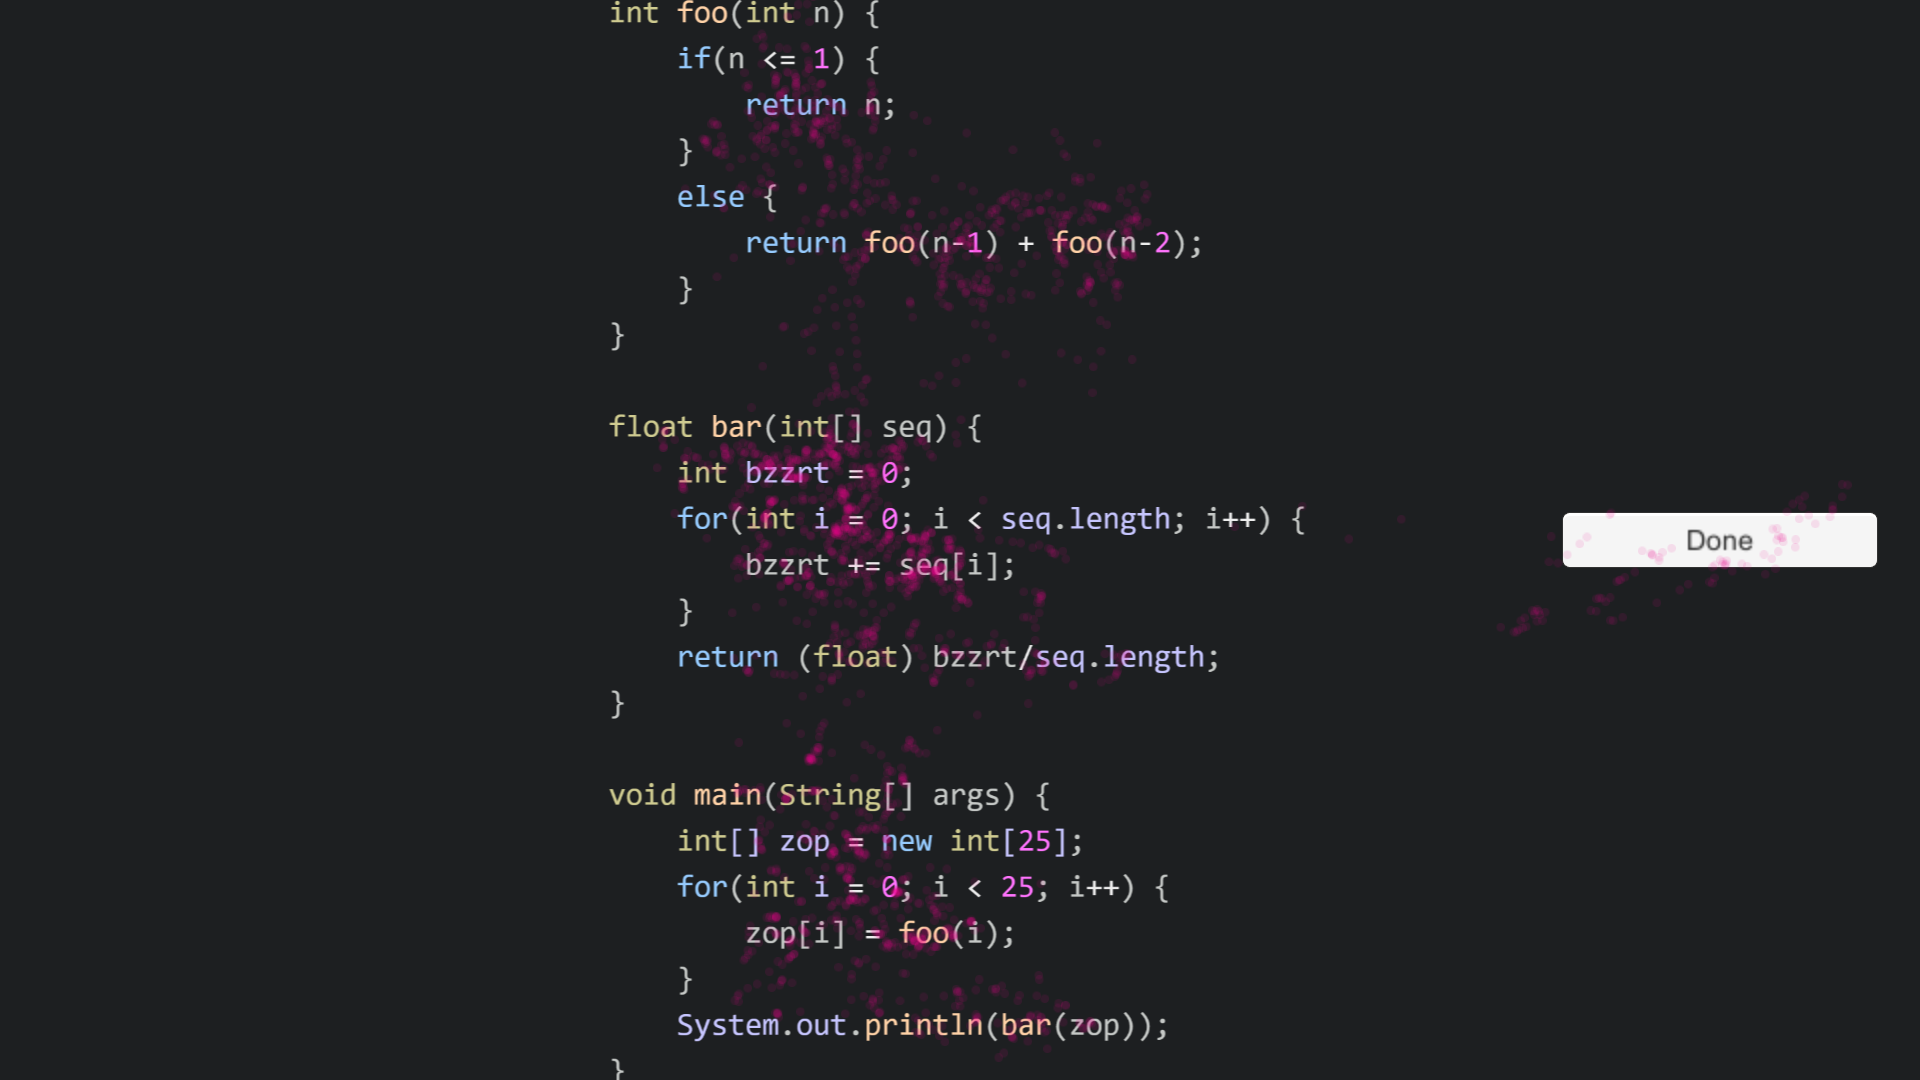 int foo(int n) {
    if(n <= 1) {
        return n;
    }
    else {
        return foo(n-1) + foo(n-2);
    }
}

float bar(int[] seq) {
    int bzzrt = 0;
    for(int i = 0; i < seq.length; i++) {
        bzzrt += seq[i];
    }
    return (float) bzzrt/seq.length;
}

void main(String[] args) {
    int[] zop = new int[25];
    for(int i = 0; i < 25; i++) {
        zop[i] = foo(i);
    }
    System.out.println(bar(zop));
}
Done